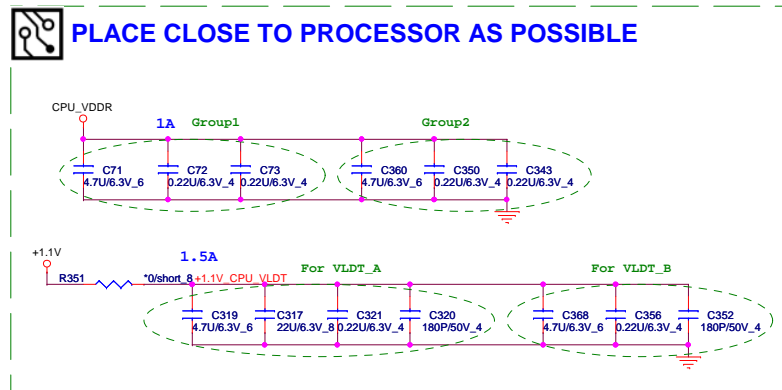 PLACE CLOSE TO PROCESSOR AS POSSIBLE
CPU_VDDR
1A Group1 Group2
C71 C72 C73 C360 C350 C343
4.7U/6.3V_6 0.22U/6.3V_4 0.22U/6.3V_4 4.7U/6.3V_6 0.22U/6.3V_4 0.22U/6.3V_4
+1.1V
1.5A
For VLDT_A For VLDT_B
R351 *0/short_8 +1.1V_CPU_VLDT
C319 C317 C321 C320 C368 C356 C352
4.7U/6.3V_6 22U/6.3V_8 0.22U/6.3V_4 180P/50V_4 4.7U/6.3V_6 0.22U/6.3V_4 180P/50V_4